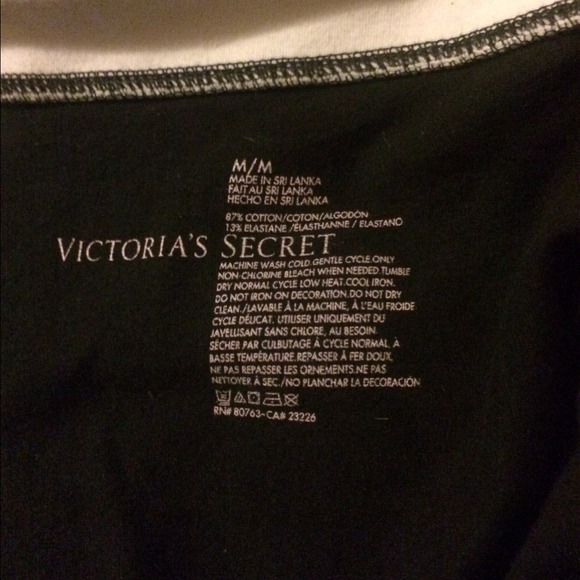 M/M
MADE IN SRI LANKA
FAIT AU SRI LANKA
HECHO EN SRI LANKA
87% COTTON/COTON/ALGODÓN
13% ELASTANE/ELASTHANNE/ELASTANO
VICTORIA'S SECRET
MACHINE WASH COLD.GENTLE CYCLE.ONLY
NON-CHLORINE BLEACH WHEN NEEDED.TUMBLE
DRY NORMAL CYCLE LOW HEAT.COOL IRON.
DO NOT IRON ON DECORATION.DO NOT DRY
CLEAN./LAVABLE À LA MACHINE, À L'EAU FROIDE
CYCLE DÉLICAT. UTILISER UNIQUEMENT DU
JAVELLISANT SANS CHLORE, AU BESOIN.
SÉCHER PAR CULBUTAGE À CYCLE NORMAL, À
BASSE TEMPÉRATURE.REPASSER À FER DOUX.
NE PAS REPASSER LES ORNEMENTS.NE PAS
NETTOYER À SEC./NO PLANCHAR LA DECORACIÓN
RN# 80763-CA# 23226